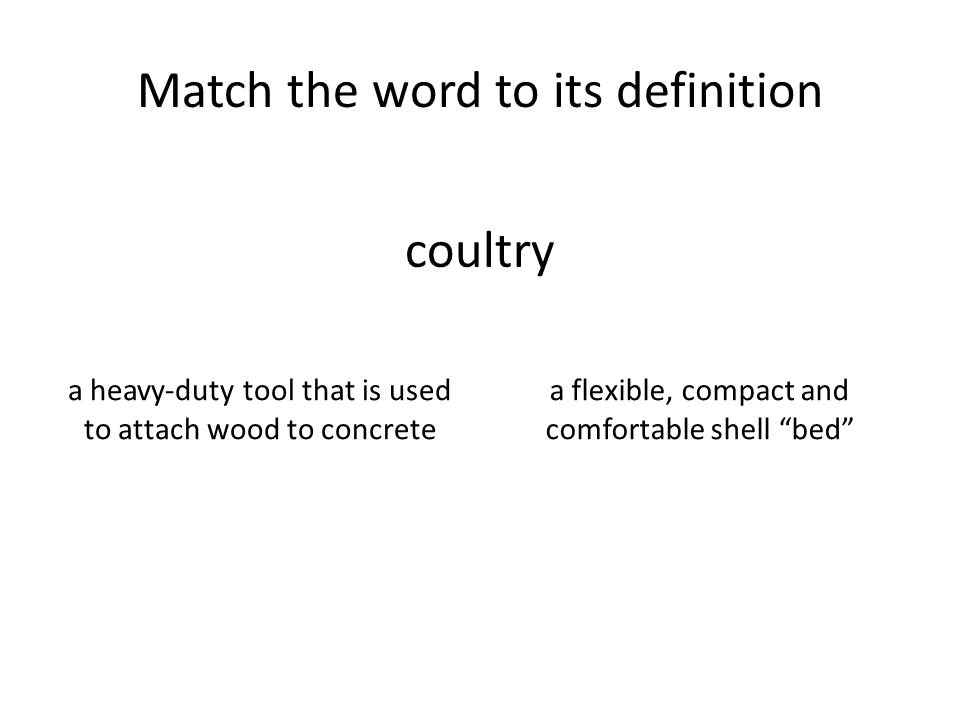 Match the word to its definition
coultry
a heavy-duty tool that is used
to attach wood to concrete
a flexible, compact and
comfortable shell “bed”